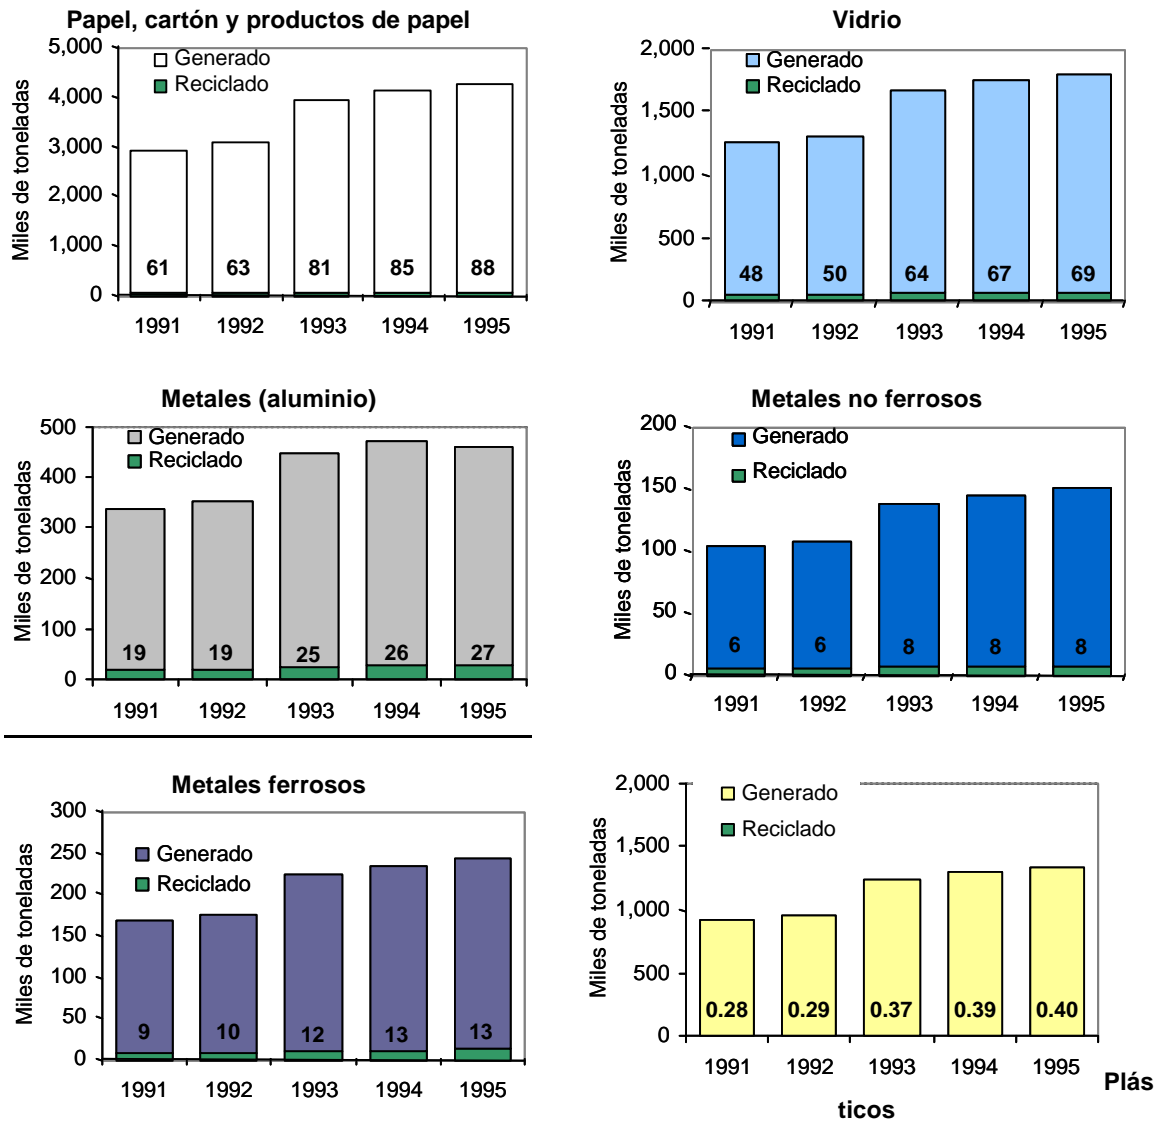 Papel, cartón y productos de papel
Miles de toneladas
5,000
4,000
3,000
2,000
1,000
0
Generado
Reciclado
61 63 81 85 88
1991 1992 1993 1994 1995
Vidrio
Miles de toneladas
2,000
1,500
1,000
500
0
Generado
Reciclado
48 50 64 67 69
1991 1992 1993 1994 1995
Metales (aluminio)
Miles de toneladas
500
400
300
200
100
0
Generado
Reciclado
19 19 25 26 27
1991 1992 1993 1994 1995
Metales no ferrosos
Miles de toneladas
200
150
100
50
0
Generado
Reciclado
6 6 8 8 8
1991 1992 1993 1994 1995
Metales ferrosos
Miles de toneladas
300
250
200
150
100
50
0
Generado
Reciclado
9 10 12 13 13
1991 1992 1993 1994 1995
Miles de toneladas
2,000
1,500
1,000
500
0
Generado
Reciclado
0.28 0.29 0.37 0.39 0.40
1991 1992 1993 1994 1995
Plás
ticos